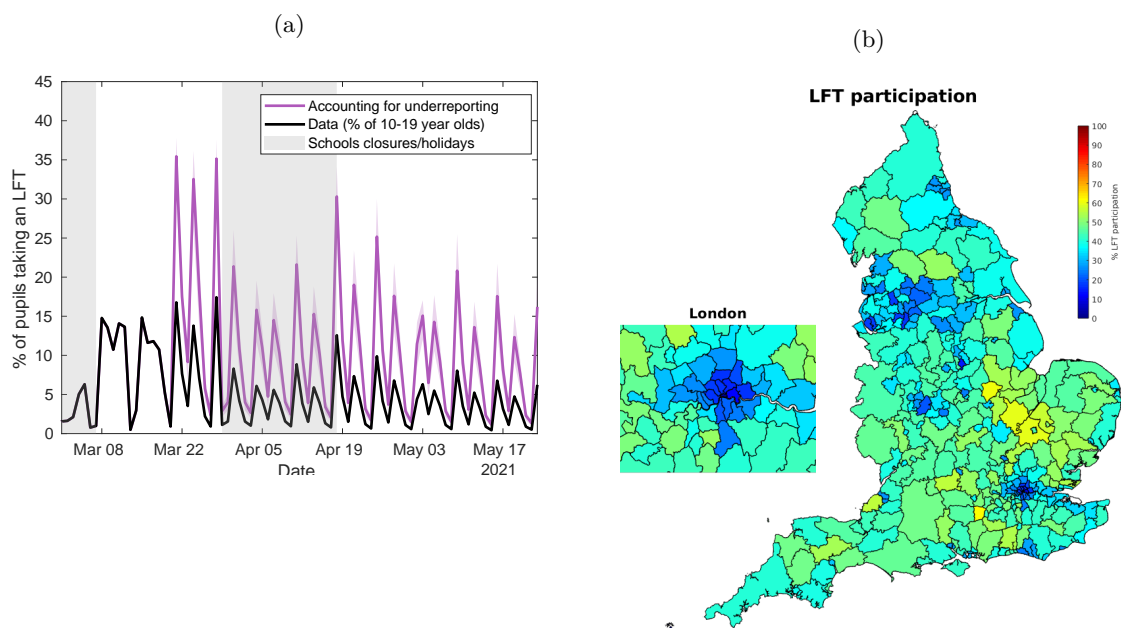 (a)
45
40
35
30
25
20
15
10
5
0
% of pupils taking an LFT
Accounting for underreporting
Data (% of 10-19 year olds)
Schools closures/holidays
Mar 08
Mar 22
Apr 05
Apr 19
May 03
May 17
2021
Date
(b)
LFT participation
London
100
90
80
70
60
50
40
30
20
10
0
% LFT participation